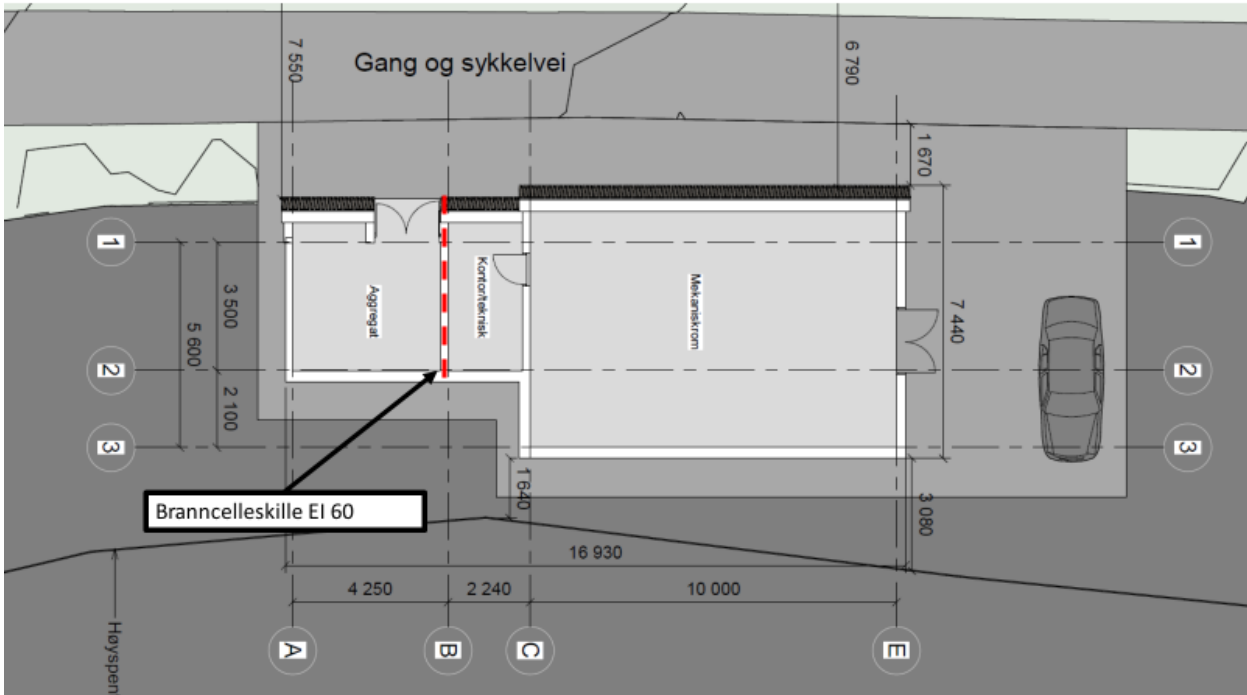 7 550
Gang og sykkelvei
6 790
1 670
1
1
3 500
5 600
Aggregat
Kontor/teknisk
Mekaniskrom
7 440
2
2
2 100
3
3
Branncelleskille EI 60
1 640
3 080
16 930
4 250
2 240
10 000
Høyspen
A
B
C
E